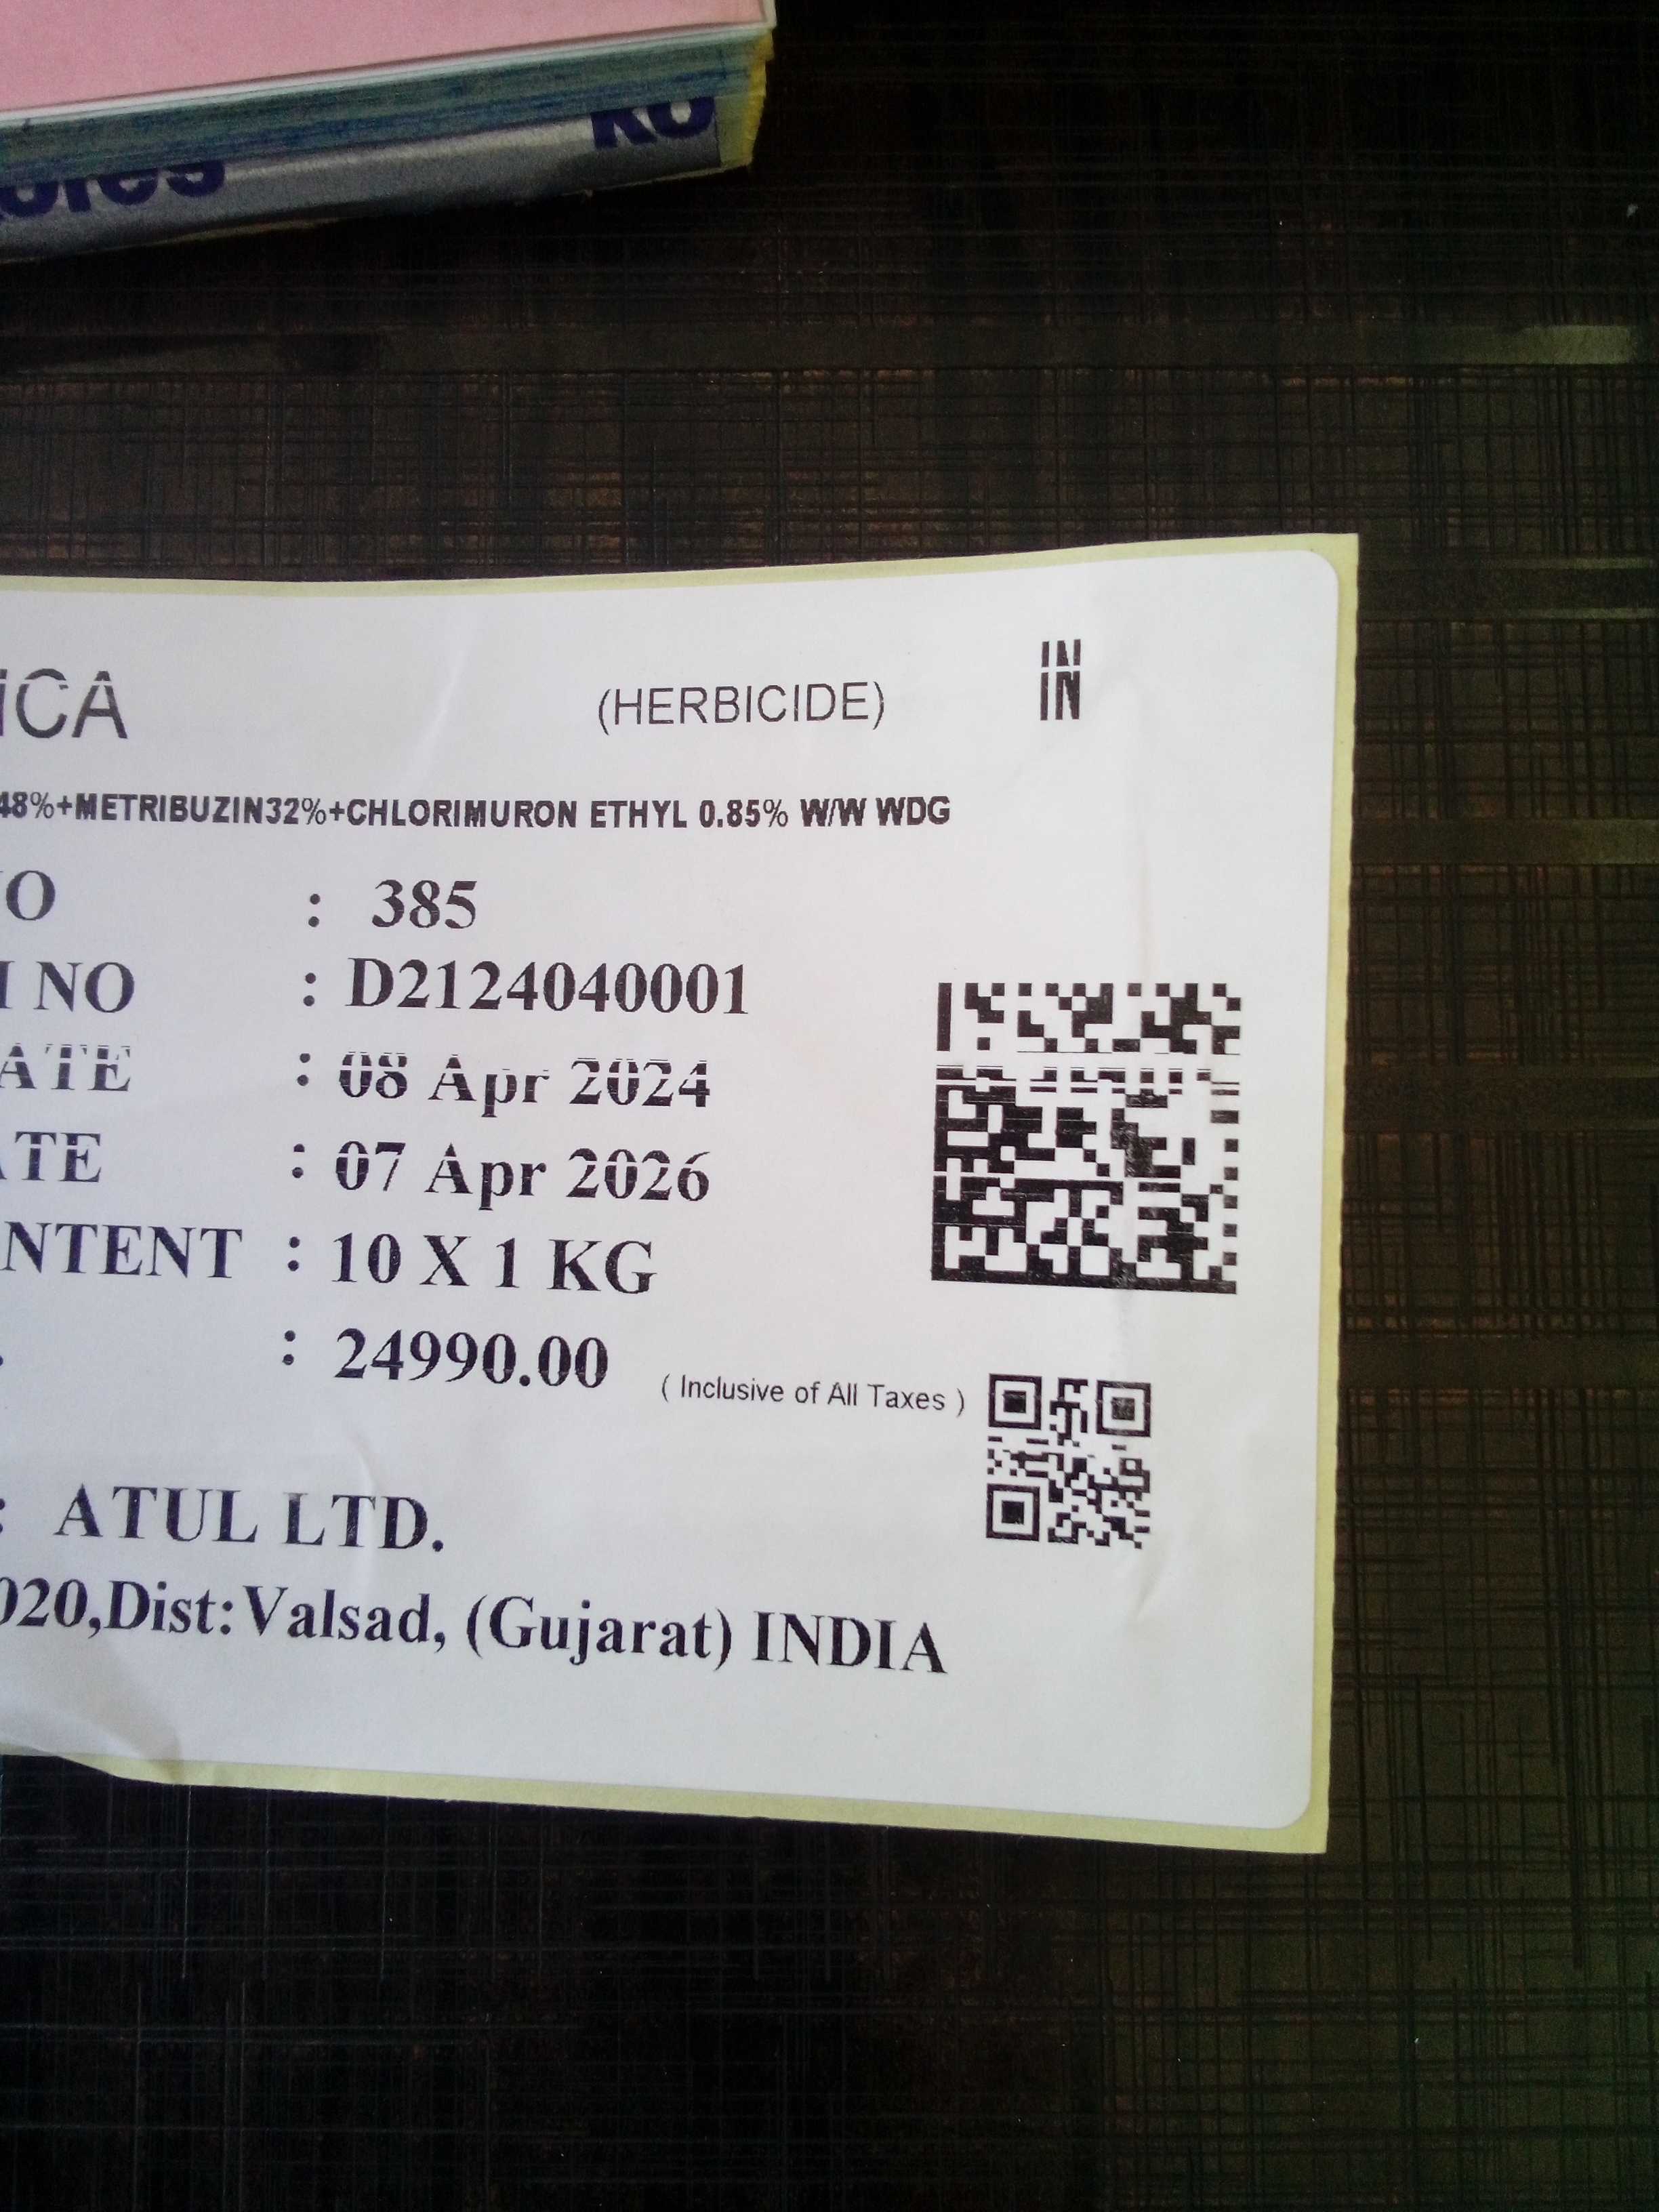 iCA (HERBICIDE) IN
48%+METRIBUZIN32%+CHLORIMURON ETHYL 0.85% W/W WDG
O : 385
NO : D2124040001
ATE : 08 Apr 2024
ATE : 07 Apr 2026
NTENT : 10 X 1 KG
: 24990.00 ( Inclusive of All Taxes )
: ATUL LTD.
020,Dist:Valsad, (Gujarat) INDIA